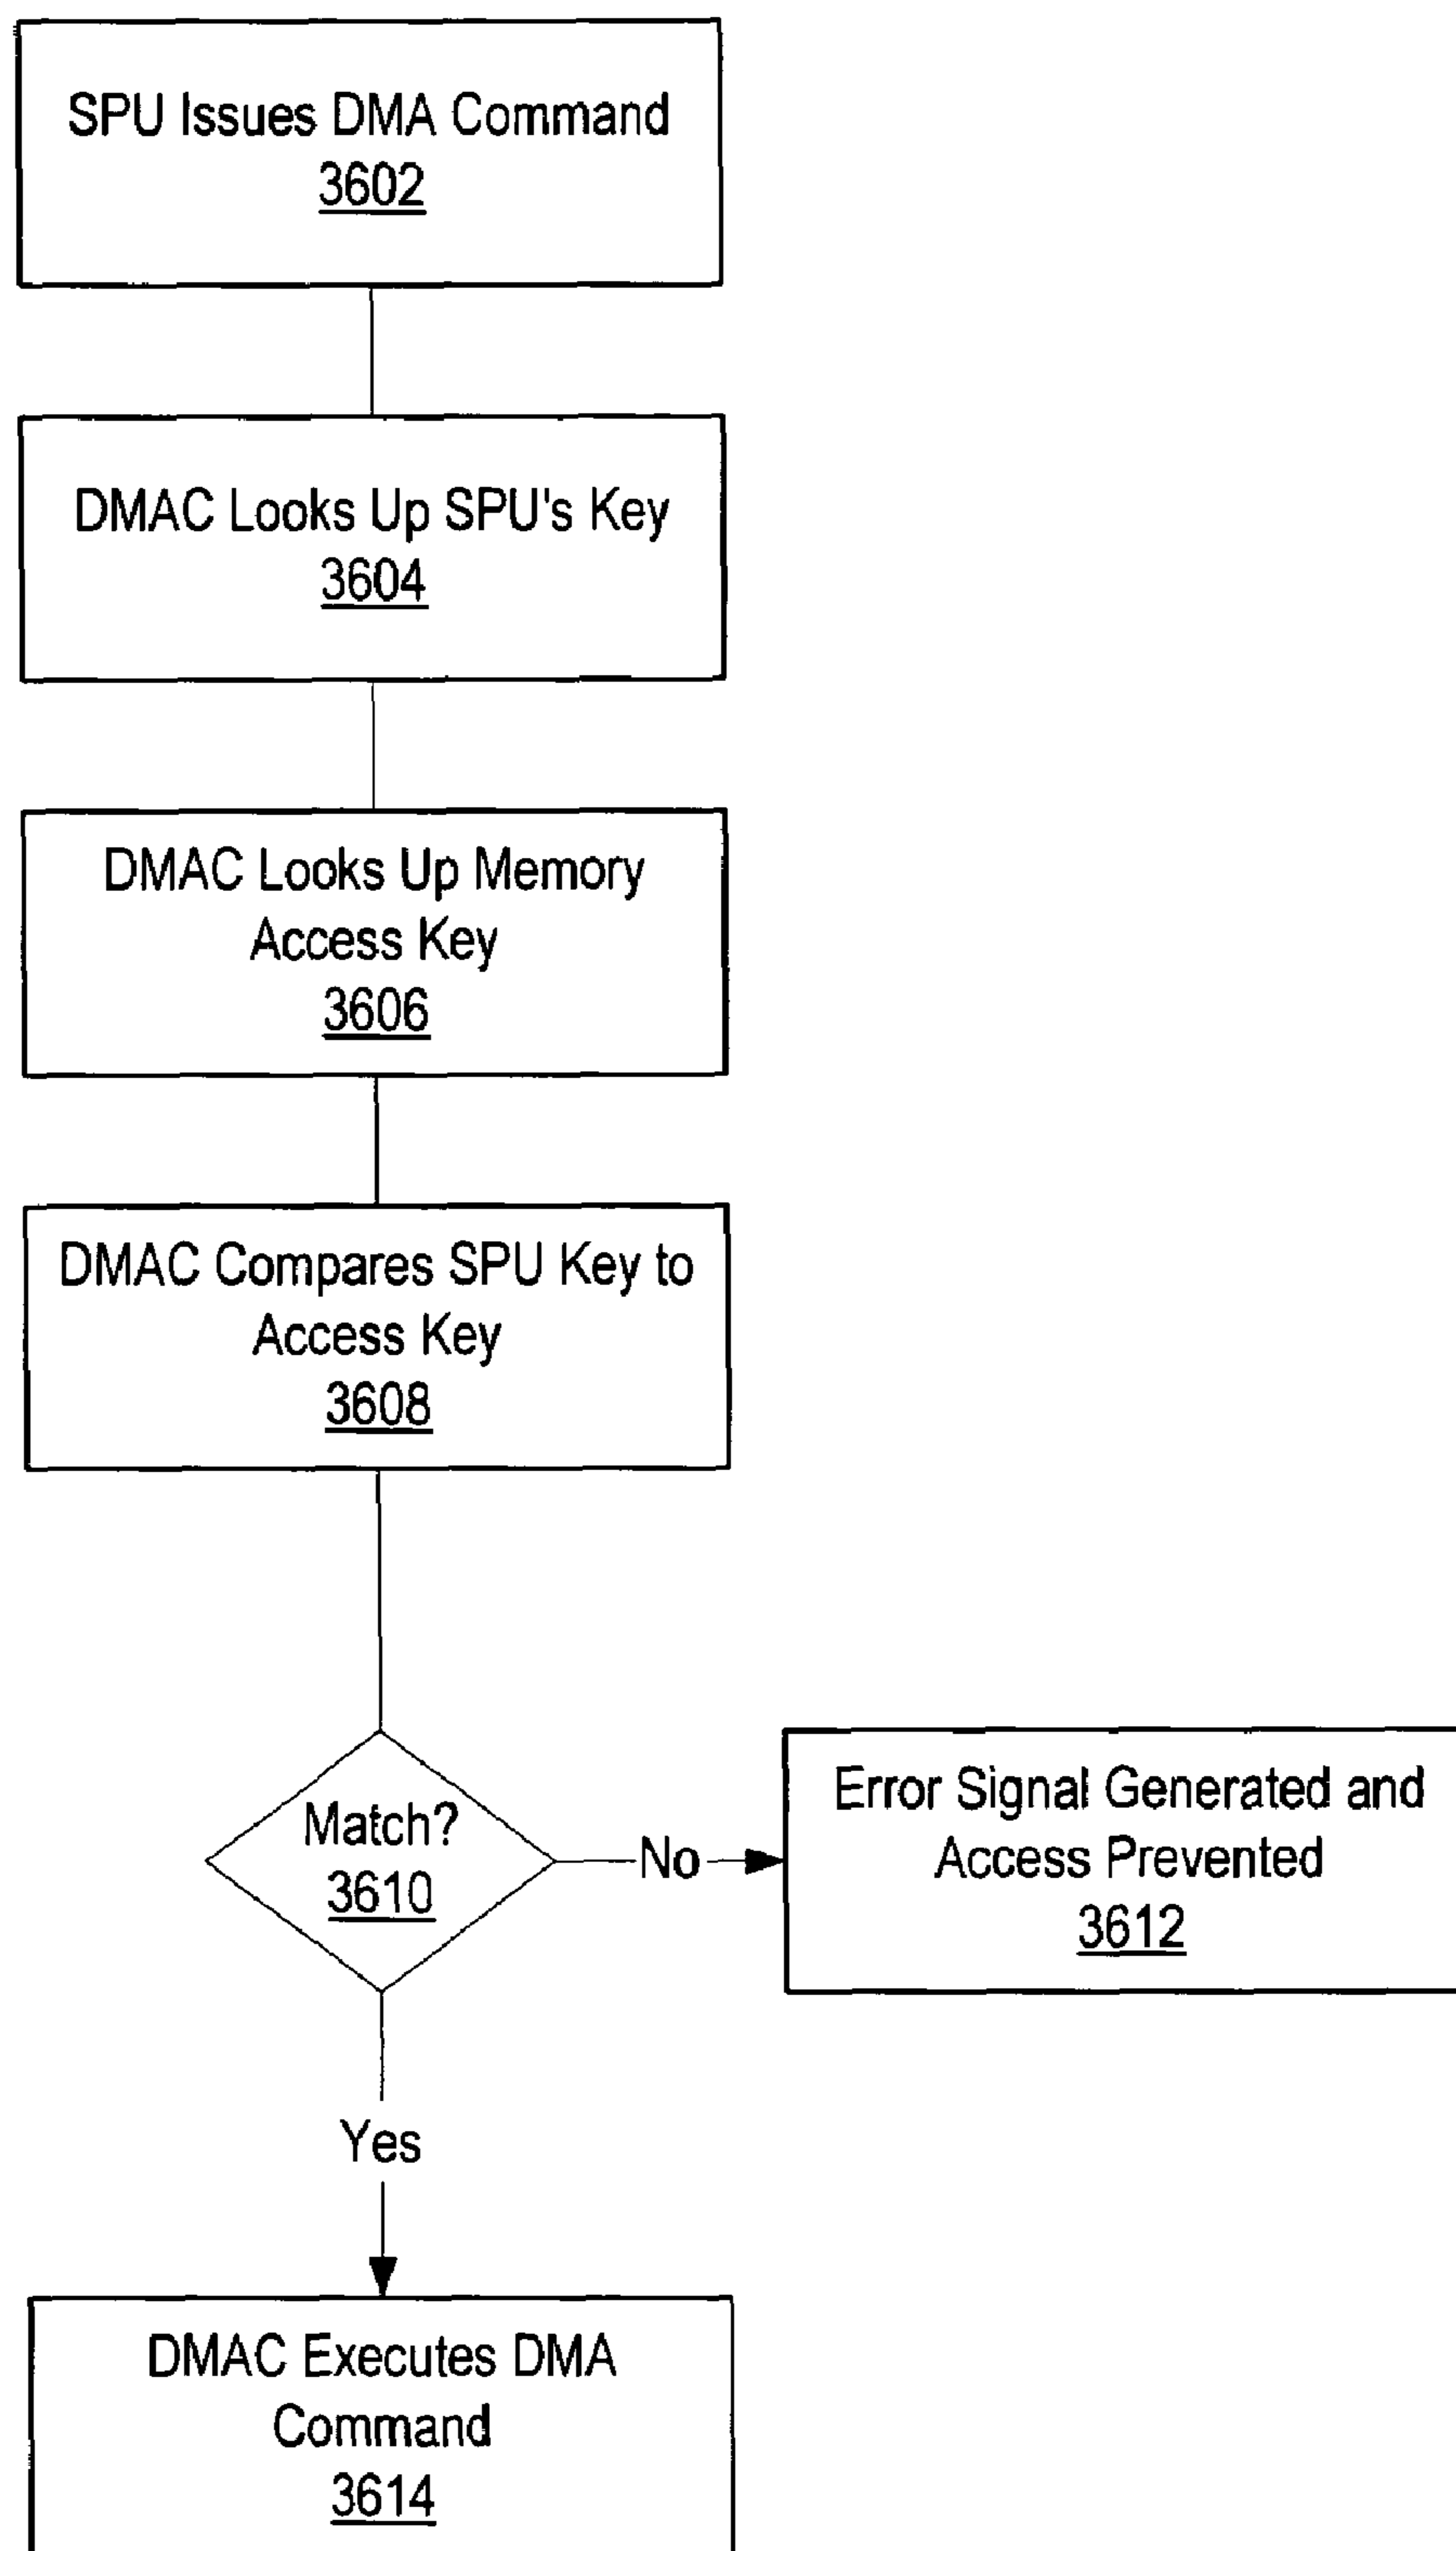 SPU Issues DMA Command
3602
DMAC Looks Up SPU's Key
3604
DMAC Looks Up Memory
Access Key
3606
DMAC Compares SPU Key to
Access Key
3608
Match?
3610
No
Error Signal Generated and
Access Prevented
3612
Yes
DMAC Executes DMA
Command
3614